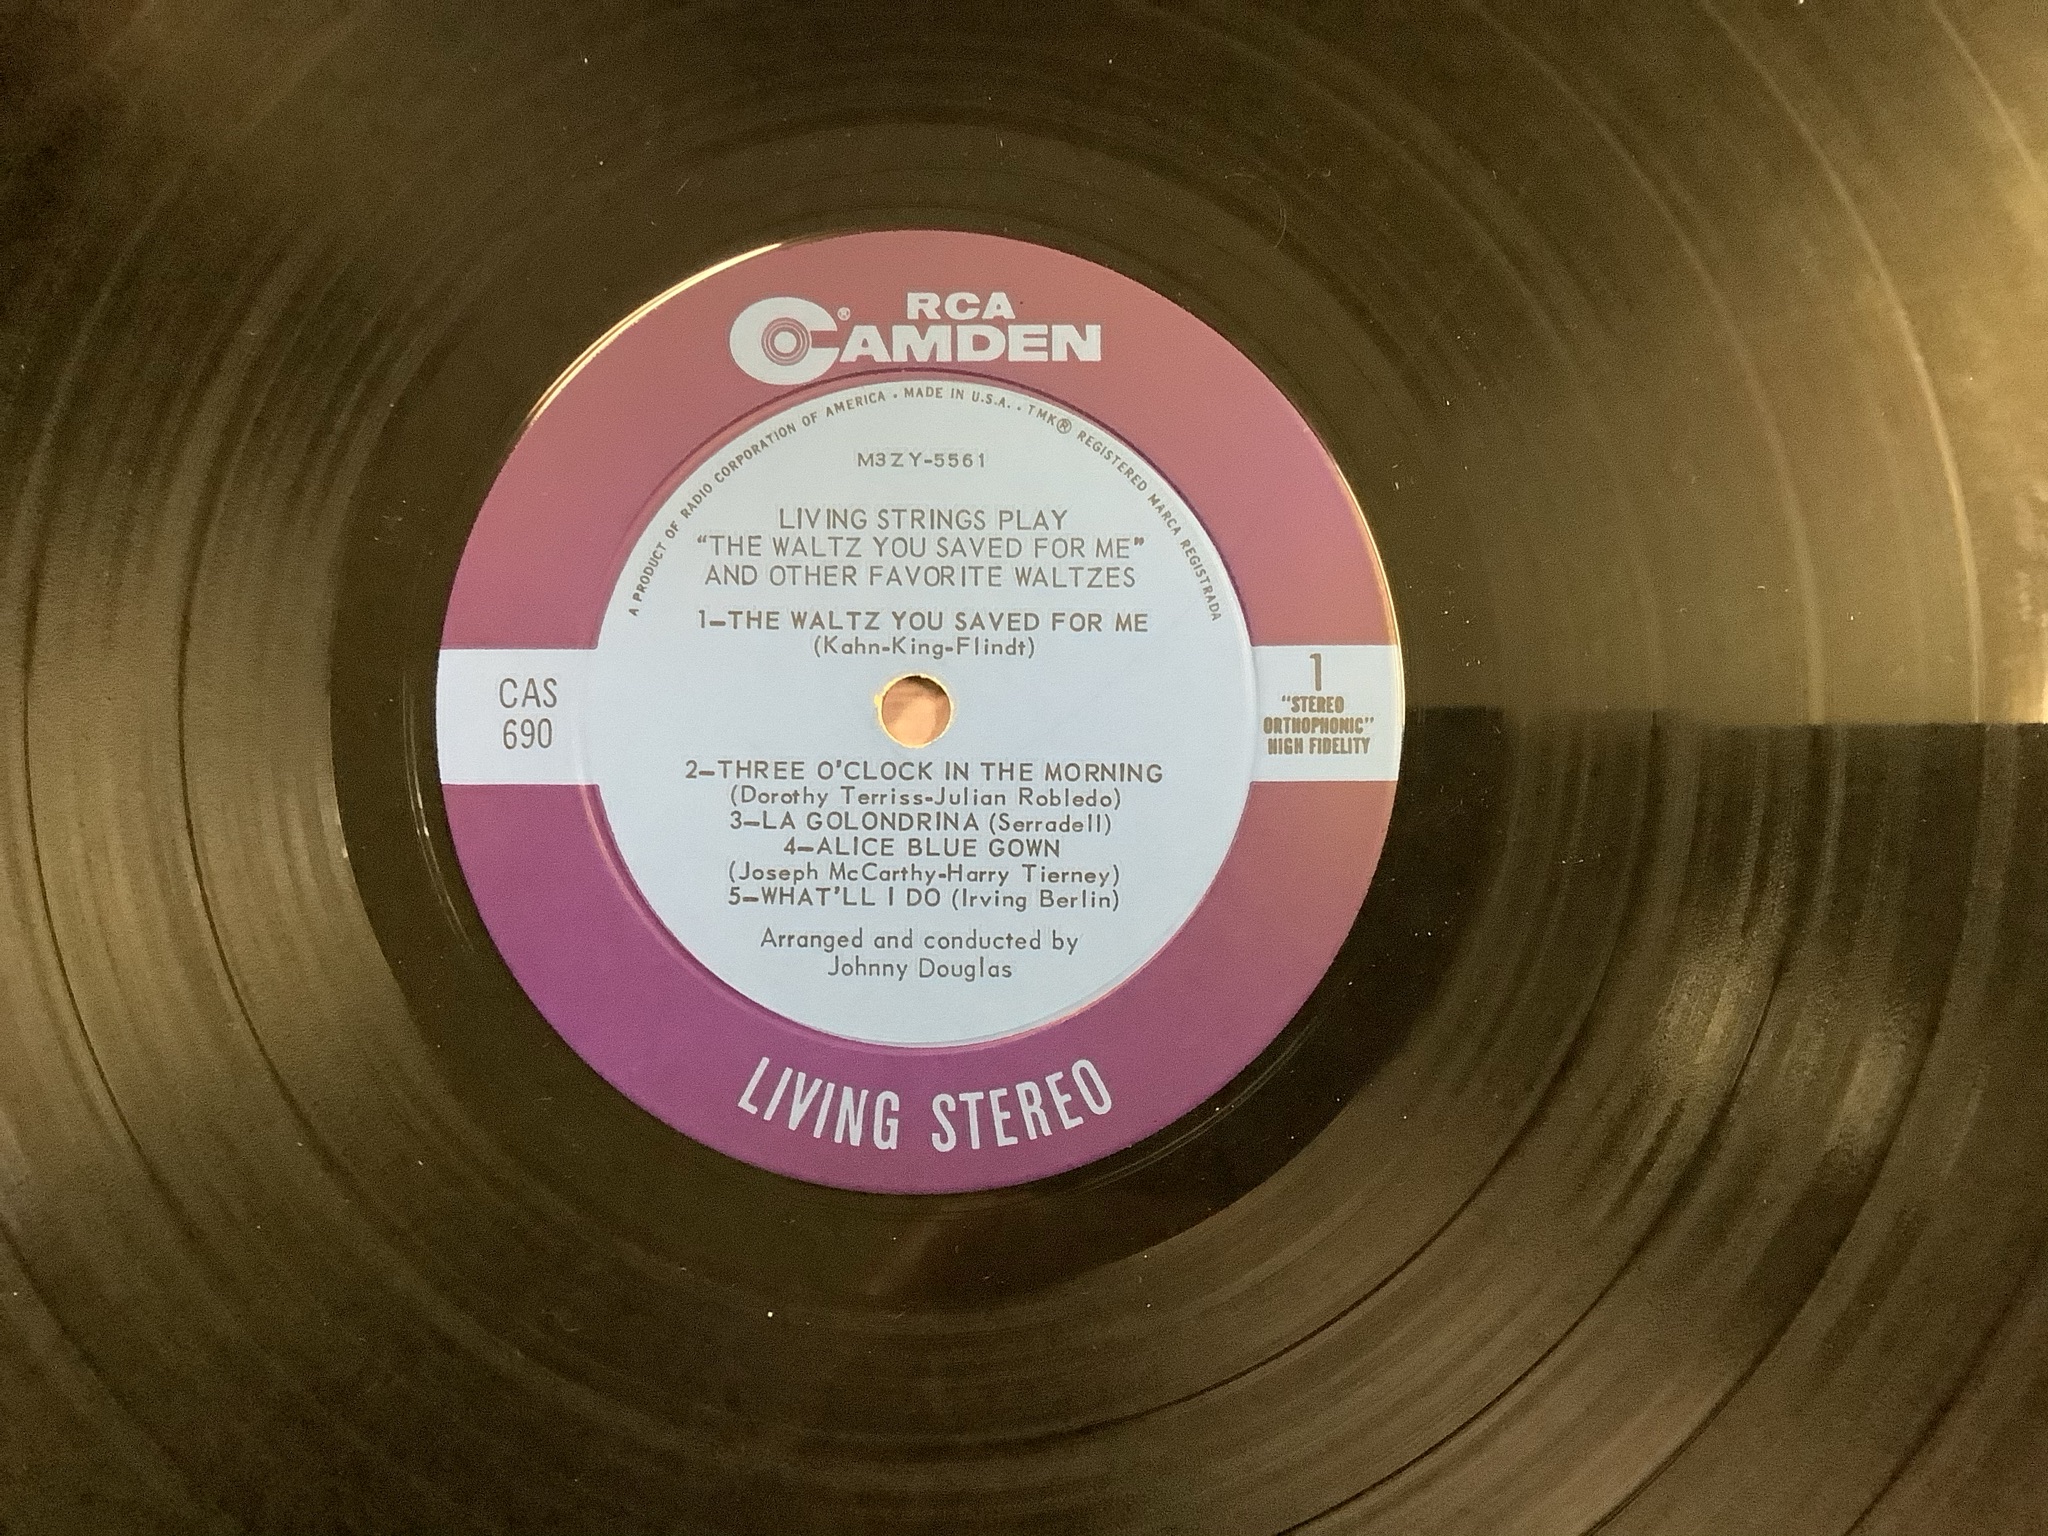 RCA
CAMDEN®
A PRODUCT OF RADIO CORPORATION OF AMERICA • MADE IN U.S.A. • TMK® REGISTERED MARCA REGISTRADA
M3ZY-5561
LIVING STRINGS PLAY
“THE WALTZ YOU SAVED FOR ME”
AND OTHER FAVORITE WALTZES
1—THE WALTZ YOU SAVED FOR ME
(Kahn-King-Flindt)
CAS
690
1
“STEREO
ORTHOPHONIC”
HIGH FIDELITY
2—THREE O'CLOCK IN THE MORNING
(Dorothy Terriss-Julian Robledo)
3—LA GOLONDRINA (Serradell)
4—ALICE BLUE GOWN
(Joseph McCarthy-Harry Tierney)
5—WHAT'LL I DO (Irving Berlin)
Arranged and conducted by
Johnny Douglas
LIVING STEREO